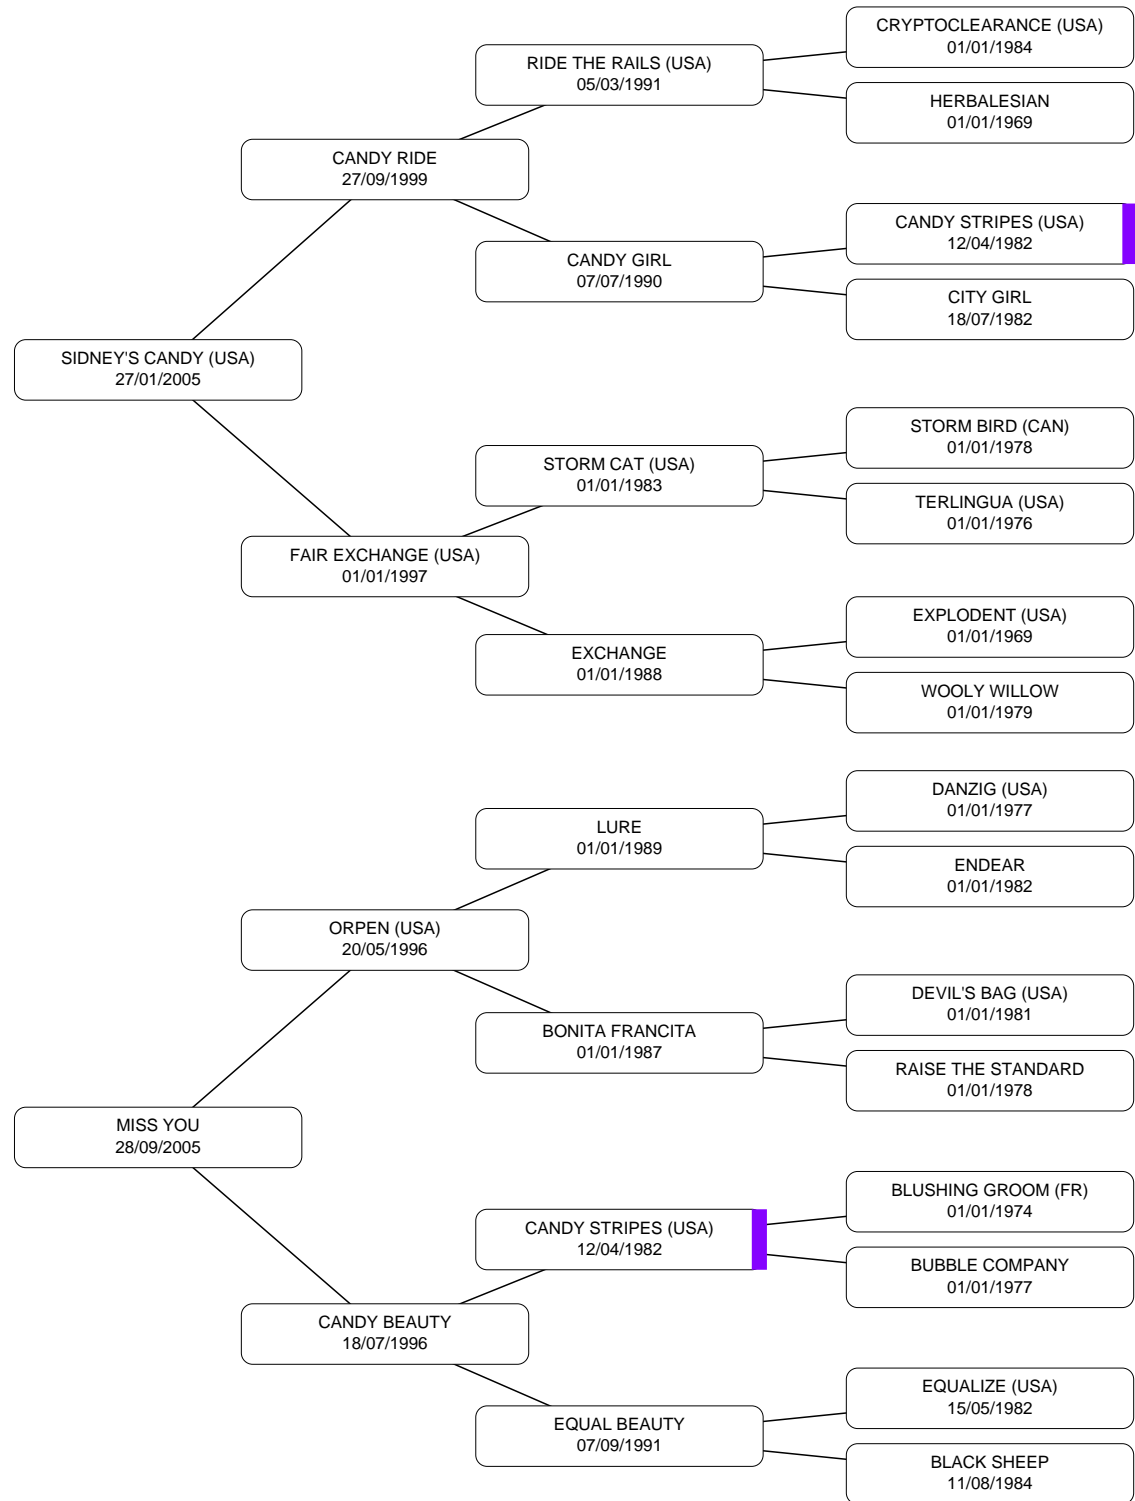 CRYPTOCLEARANCE (USA)
01/01/1984
RIDE THE RAILS (USA)
05/03/1991
HERBALESIAN
01/01/1969
CANDY RIDE
27/09/1999
CANDY STRIPES (USA)
12/04/1982
CANDY GIRL
07/07/1990
CITY GIRL
18/07/1982
SIDNEY'S CANDY (USA)
27/01/2005
STORM BIRD (CAN)
01/01/1978
STORM CAT (USA)
01/01/1983
TERLINGUA (USA)
01/01/1976
FAIR EXCHANGE (USA)
01/01/1997
EXPLODENT (USA)
01/01/1969
EXCHANGE
01/01/1988
WOOLY WILLOW
01/01/1979
DANZIG (USA)
01/01/1977
LURE
01/01/1989
ENDEAR
01/01/1982
ORPEN (USA)
20/05/1996
DEVIL'S BAG (USA)
01/01/1981
BONITA FRANCITA
01/01/1987
RAISE THE STANDARD
01/01/1978
MISS YOU
28/09/2005
BLUSHING GROOM (FR)
01/01/1974
CANDY STRIPES (USA)
12/04/1982
BUBBLE COMPANY
01/01/1977
CANDY BEAUTY
18/07/1996
EQUALIZE (USA)
15/05/1982
EQUAL BEAUTY
07/09/1991
BLACK SHEEP
11/08/1984